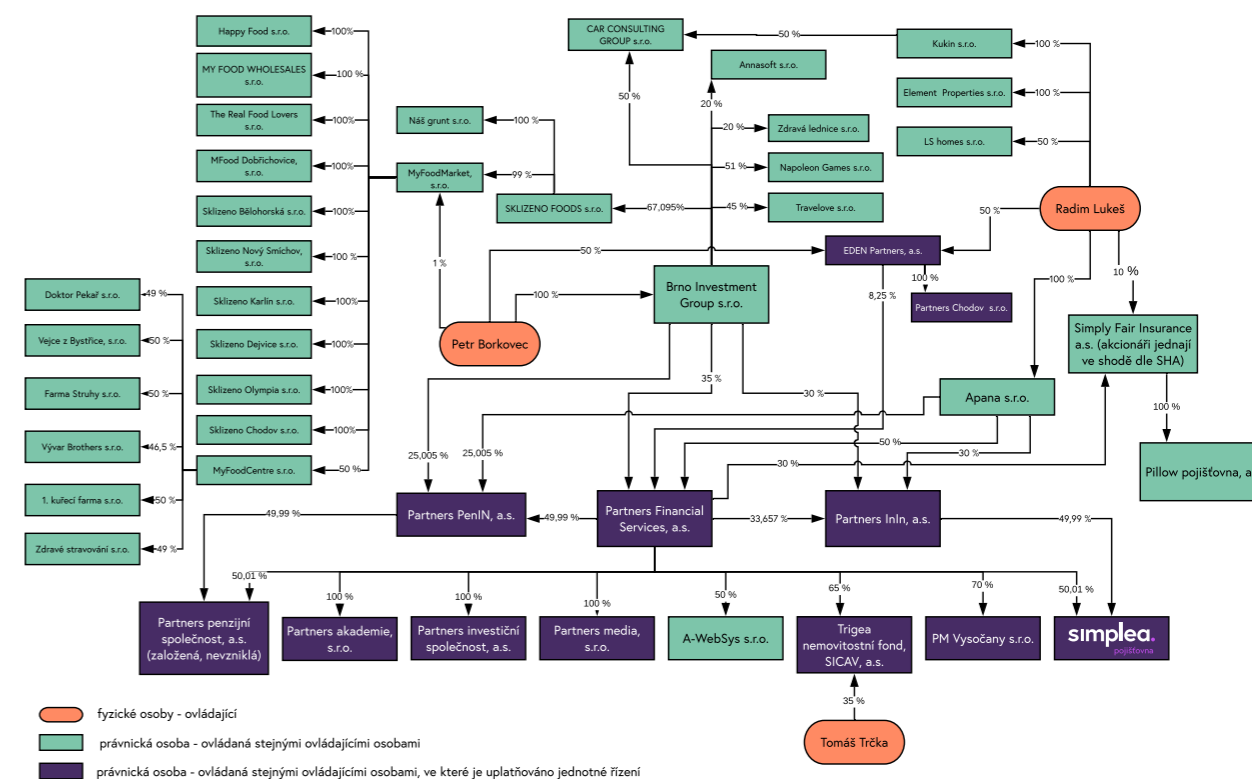 Happy Food s.r.o.
100%
MY FOOD WHOLESALES
s.r.o.
100 %
The Real Food Lovers
s.r.o.
100%
MFood Dobřichovice,
s.r.o.
100%
Sklizeno Bělohorská s.r.o.
100%
Sklizeno Nový Smíchov,
s.r.o.
100 %
Sklizeno Karlín s.r.o.
100%
Sklizeno Dejvice s.r.o.
100%
Sklizeno Olympia s.r.o.
100%
Sklizeno Chodov s.r.o.
100%
MyFoodCentre s.r.o.
50 %
Doktor Pekař s.r.o.
49 %
Vejce z Bystřice, s.r.o.
50 %
Farma Struhy s.r.o.
50 %
Vývar Brothers s.r.o.
46,5 %
1. kuřecí farma s.r.o.
50 %
Zdravé stravování s.r.o.
49 %
Náš grunt s.r.o.
100 %
MyFoodMarket,
s.r.o.
99 %
SKLIZENO FOODS s.r.o.
67,095%
1 %
CAR CONSULTING
GROUP s.r.o.
50 %
50 %
Annasoft s.r.o.
20 %
Zdravá lednice s.r.o.
20 %
Napoleon Games s.r.o.
51 %
Travelove s.r.o.
45 %
Kukin s.r.o.
100 %
Element Properties s.r.o.
100%
LS homes s.r.o.
50 %
Radim Lukeš
50 %
EDEN Partners, a.s.
50 %
100 %
Partners Chodov s.r.o.
8,25 %
Brno Investment
Group s.r.o.
100 %
Petr Borkovec
100 %
10 %
Simply Fair Insurance
a.s. (akcionáři jednají
ve shodě dle SHA)
100 %
Pillow pojišťovna, a
Apana s.r.o.
35 %
30 %
50 %
30 %
30 %
25,005 %
25,005 %
Partners PenIN, a.s.
49,99 %
Partners Financial
Services, a.s.
33,657 %
Partners InIn, a.s.
49,99 %
49,99 %
50,01 %
Partners penzijní
společnost, a.s.
(založená, nevzniklá)
100 %
Partners akademie,
s.r.o.
100 %
Partners investiční
společnost, a.s.
100 %
Partners media,
s.r.o.
50 %
A-WebSys s.r.o.
65 %
Trigea
nemovitostní fond,
SICAV, a.s.
70 %
PM Vysočany s.r.o.
50,01 %
simplea.
pojišťovna
35 %
Tomáš Trčka
fyzické osoby - ovládající
právnická osoba - ovládaná stejnými ovládajícími osobami
právnická osoba - ovládaná stejnými ovládajícími osobami, ve které je uplatňováno jednotné řízení